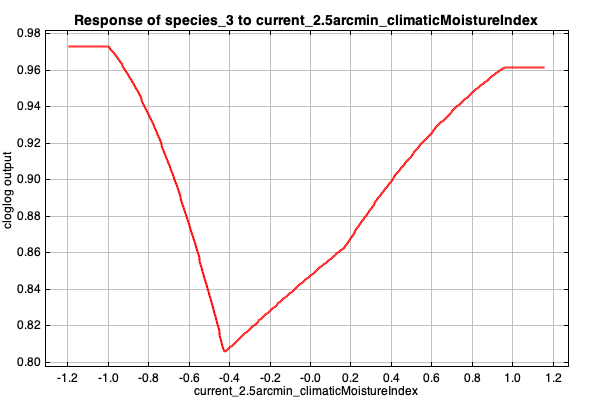 Response of species_3 to current_2.5arcmin_climaticMoistureIndex
0.98
0.96
0.94
0.92
0.90
0.88
0.86
0.84
0.82
0.80
cloglog output
-1.2 -1.0 -0.8 -0.6 -0.4 -0.2 -0.0 0.2 0.4 0.6 0.8 1.0 1.2
current_2.5arcmin_climaticMoistureIndex